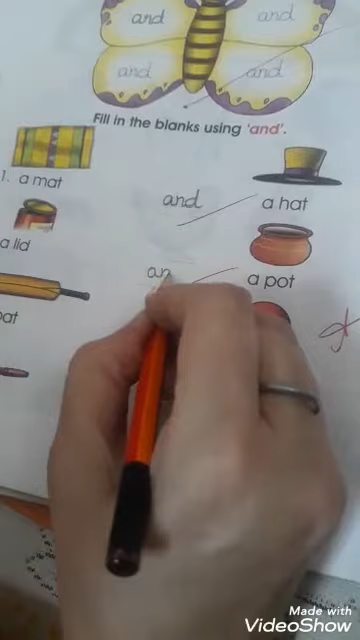 and and
and and
Fill in the blanks using 'and'.
1. a mat and a hat
a lid an a pot
Made with
VideoShow